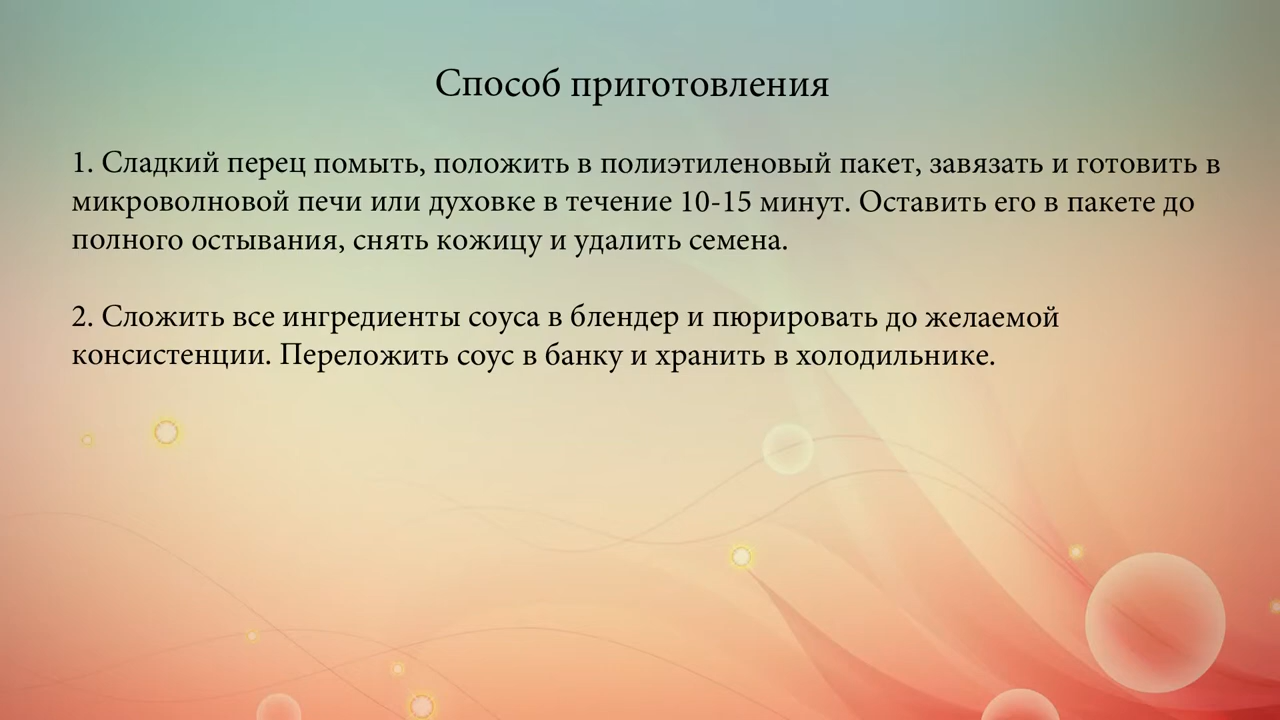 Способ приготовления
1. Сладкий перец помыть, положить в полиэтиленовый пакет, завязать и готовить в
микроволновой печи или духовке в течение 10-15 минут. Оставить его в пакете до
полного остывания, снять кожицу и удалить семена.
2. Сложить все ингредиенты соуса в блендер и пюрировать до желаемой
консистенции. Переложить соус в банку и хранить в холодильнике.